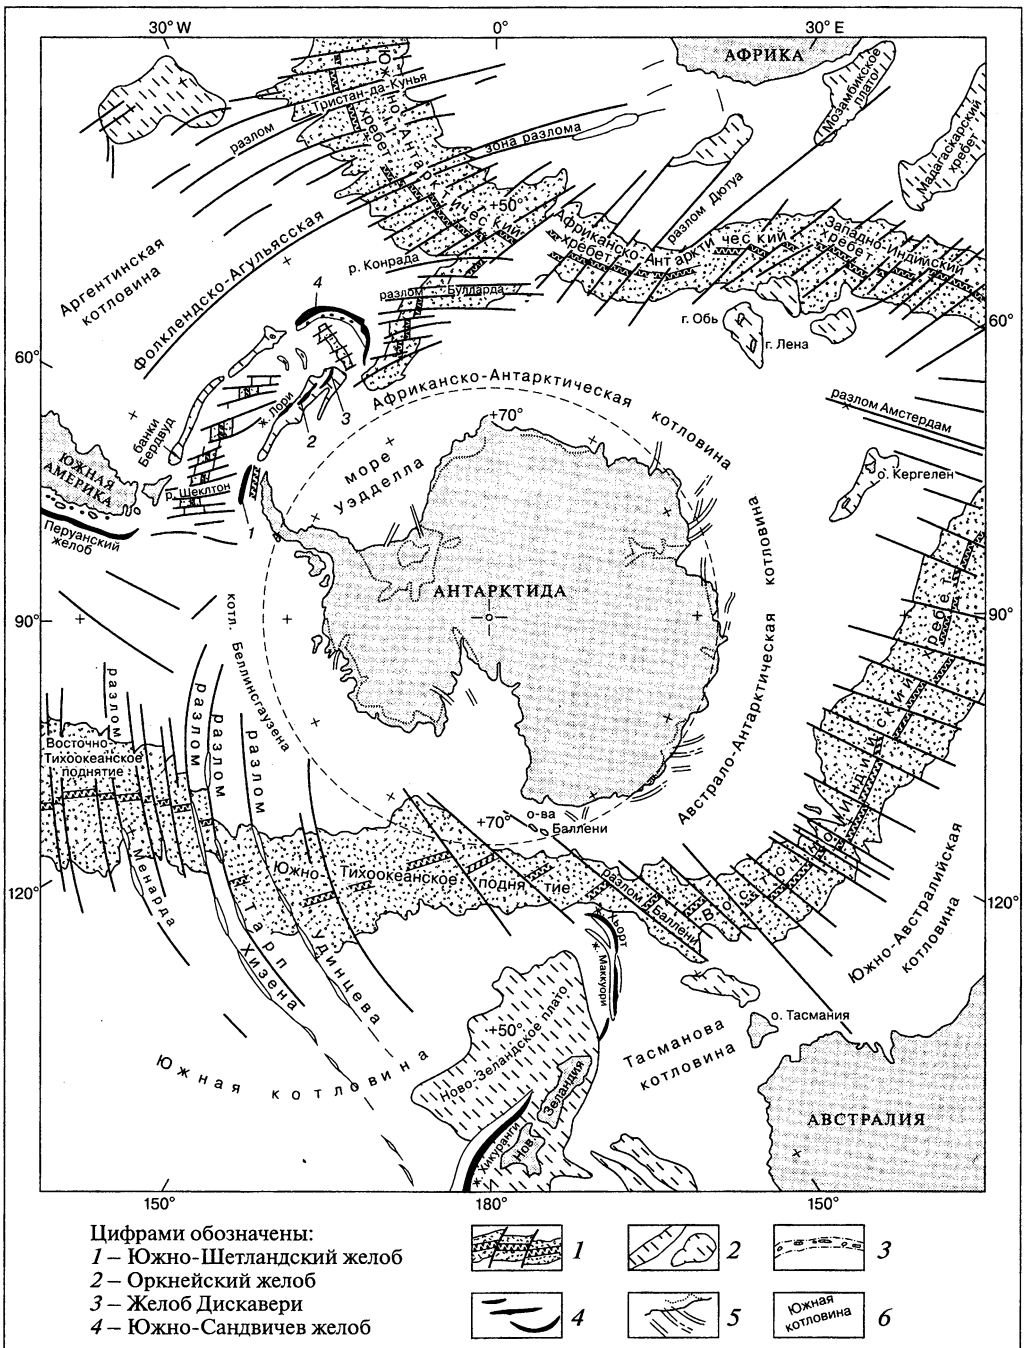 30° W
0°
30° E
АФРИКА
Мозамбикское
плато
Мадагаскарский
хребет
Южно-Антарктический
хребет
Тристан-да-Кунья
разлом
зона разлома
+50°
разлом Дютуа
Африканско-Антарктический
хребет
Западно-Индийский
хребет
Аргентинская
котловина
Фолклендско-Агульясская
р. Конрада
разлом Булларда
4
г. Обь
г. Лена
60°
60°
Африканско-Антарктическая котловина
+70°
разлом Амстердам
банки
Бердвуд
ж. Лори
3
2
море
Уэдделла
о. Кергелен
ЮЖНАЯ
АМЕРИКА
р. Шеклтон
1
Перуанский
желоб
АНТАРКТИДА
90°
90°
котл. Беллинсгаузена
Австрало-Антарктическая котловина
разлом
разлом
разлом
разлом
Восточно-
Тихоокеанское
поднятие
Менарда
Хизена
Тарп
Удинцева
+70°
о-ва
Баллени
Южно-Тихоокеанское поднятие
разлом Баллени
Восточно-Индийский хребет
120°
120°
Южно-Австралийская
котловина
Хьорт
ж. Маккуори
о. Тасмания
Тасманова
котловина
+50°
Ново-Зеландское плато
Южная котловина
Нов. Зеландия
ж. Хикуранги
АВСТРАЛИЯ
150°
180°
150°
Цифрами обозначены:
1 – Южно-Шетландский желоб
2 – Оркнейский желоб
3 – Желоб Дискавери
4 – Южно-Сандвичев желоб
1
2
3
4
5
Южная
котловина
6